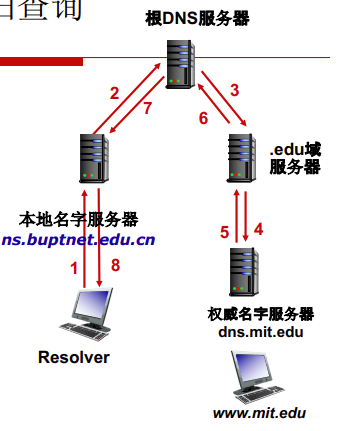 归查询
根DNS服务器
2
7
3
6
.edu域
服务器
本地名字服务器
ns.buptnet.edu.cn
5
4
1
8
权威名字服务器
dns.mit.edu
Resolver
www.mit.edu